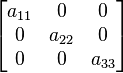 a₁₁ 0 0
0 a₂₂ 0
0 0 a₃₃